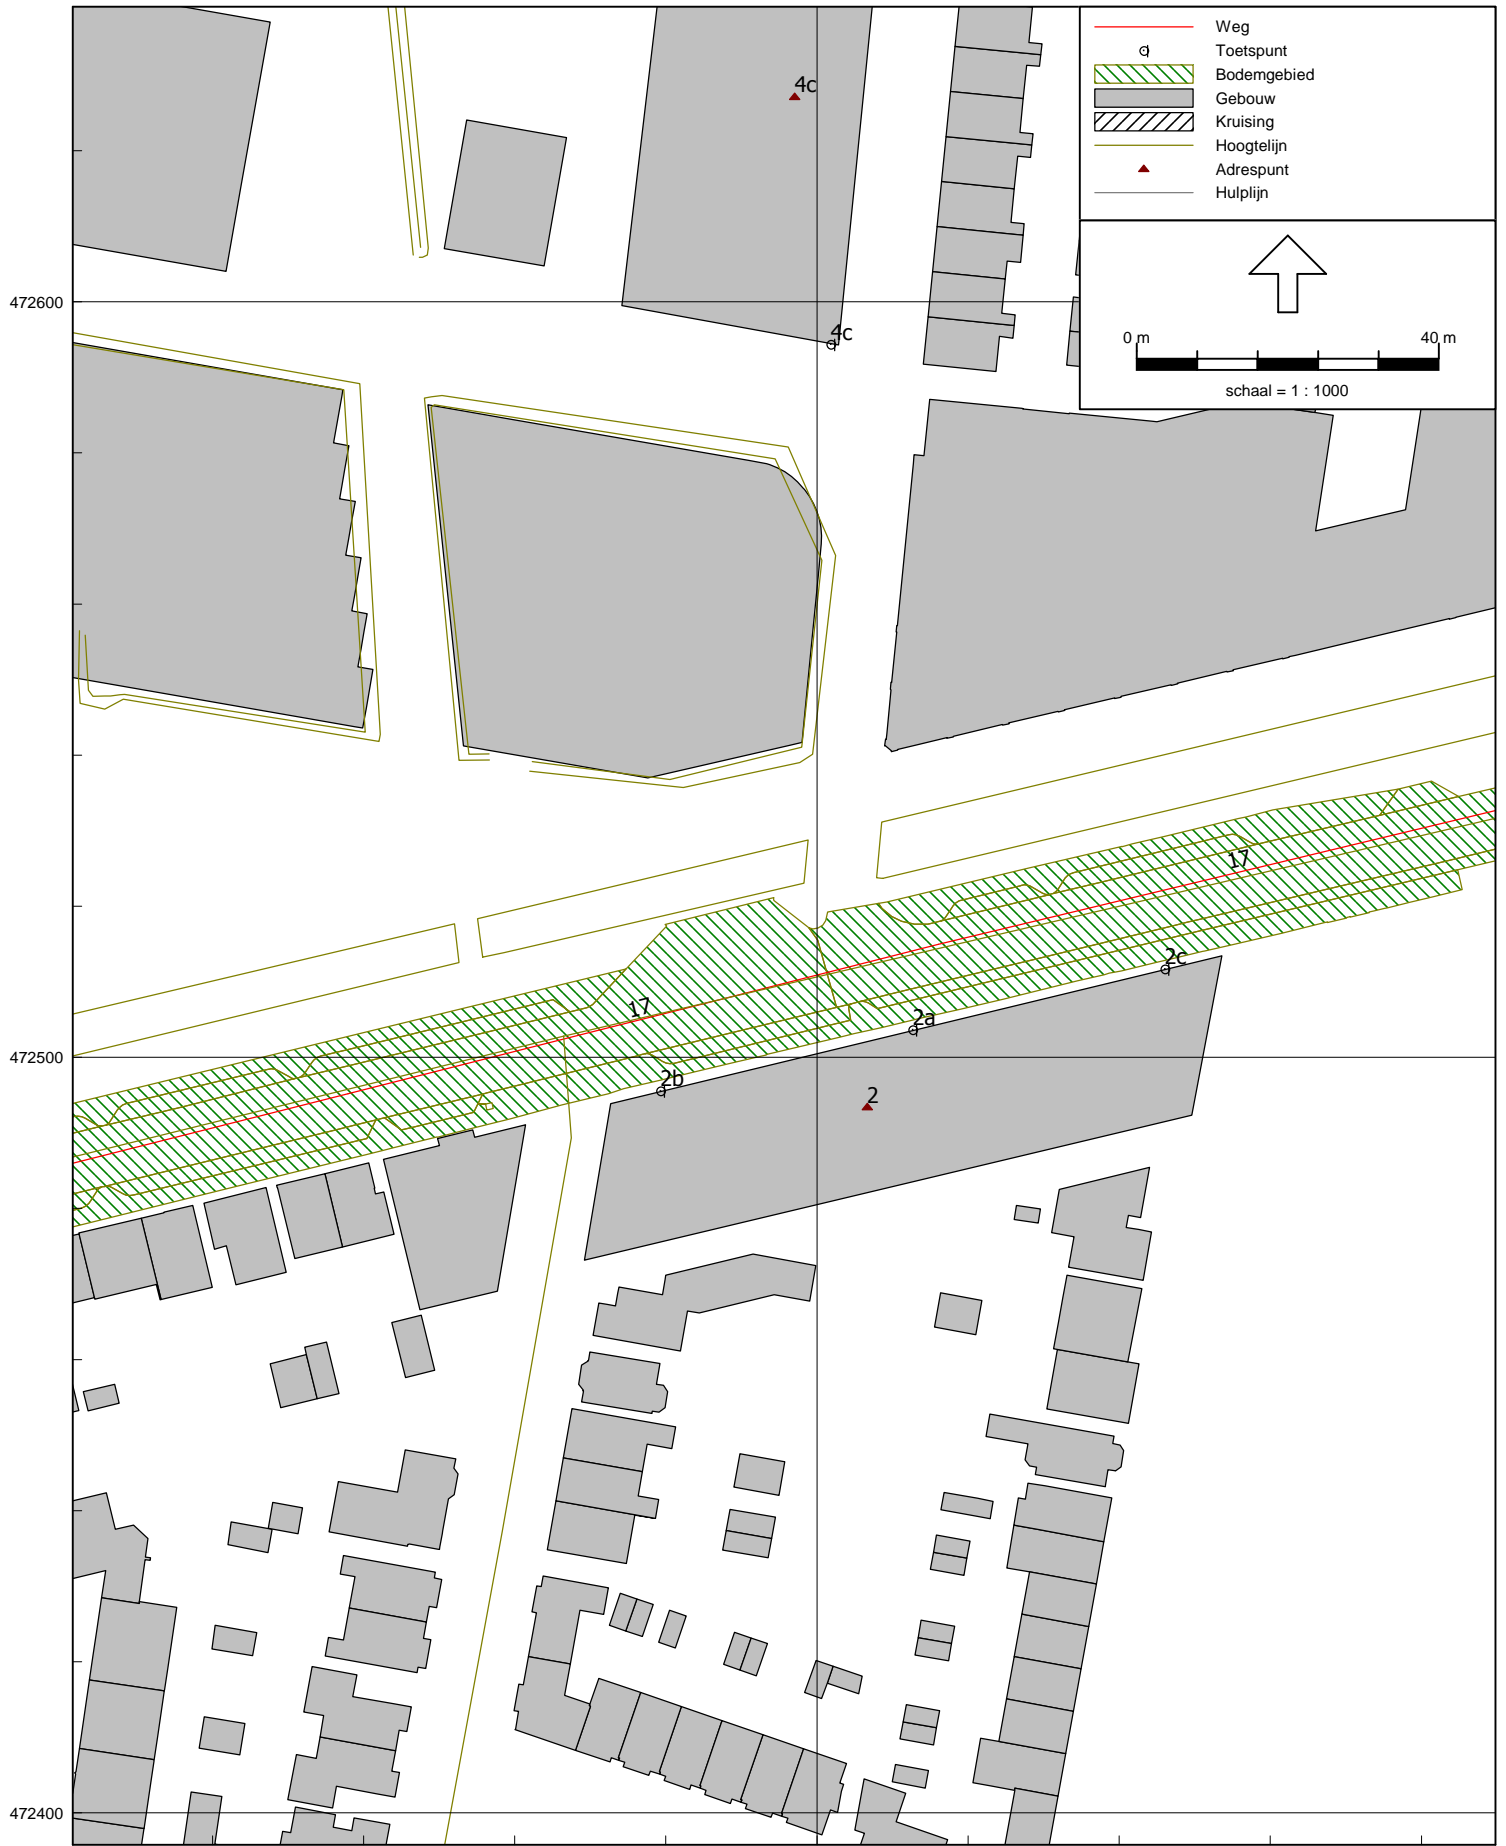 Weg
Toetspunt
Bodemgebied
Gebouw
Kruising
Hoogtelijn
Adrespunt
Hulplijn
0 m 40 m
schaal = 1 : 1000
4c
472600
4c
17
2c
17
2a
472500
2b
2
472400